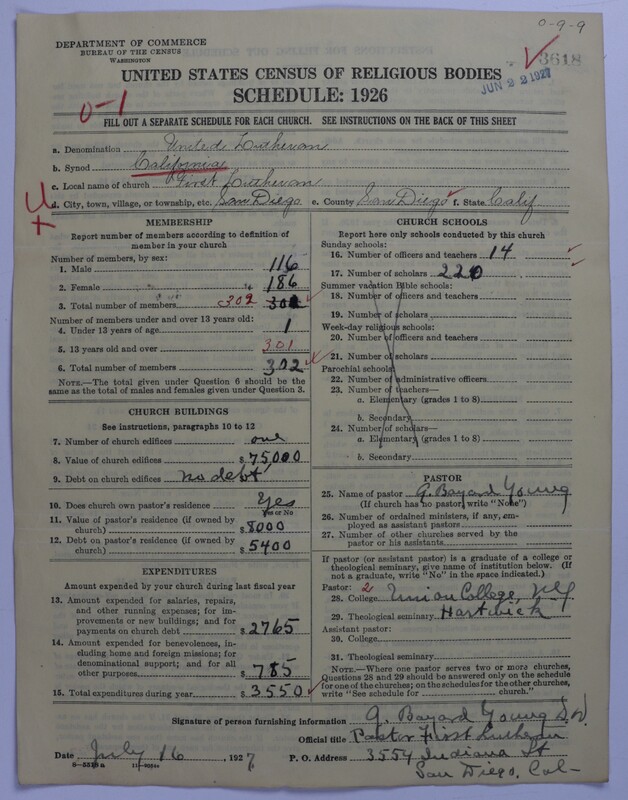 0-9-9
DEPARTMENT OF COMMERCE
BUREAU OF THE CENSUS
WASHINGTON
3618
JUN 22 1927
UNITED STATES CENSUS OF RELIGIOUS BODIES
SCHEDULE: 1926
0-1
FILL OUT A SEPARATE SCHEDULE FOR EACH CHURCH. SEE INSTRUCTIONS ON THE BACK OF THIS SHEET
a. Denomination United Lutheran
b. Synod California
c. Local name of church First Lutheran
d. City, town, village, or township, etc. San Diego e. County San Diego f. State Calif
MEMBERSHIP
Report number of members according to definition of member in your church
Number of members, by sex:
1. Male 116
2. Female 186
3. Total number of members 302 302
Number of members under and over 13 years old:
4. Under 13 years of age 1
5. 13 years old and over 301
6. Total number of members 302
NOTE.—The total given under Question 6 should be the same as the total of males and females given under Question 3.
CHURCH BUILDINGS
See instructions, paragraphs 10 to 12
7. Number of church edifices one
8. Value of church edifices $75000
9. Debt on church edifices no debt
10. Does church own pastor's residence? Yes
Yes or No
11. Value of pastor's residence (if owned by church) $8000
12. Debt on pastor's residence (if owned by church) $5400
EXPENDITURES
Amount expended by your church during last fiscal year
13. Amount expended for salaries, repairs, and other running expense; for improvements or new buildings; and for payments on church debt $2765
14. Amount expended for benevolences, including home and foreign missions; for denominational support; and for all other purposes $785
15. Total expenditures during year $3550
CHURCH SCHOOLS
Report here only schools conducted by this church
Sunday schools:
16. Number of officers and teachers 14
17. Number of scholars 220
Summer vacation Bible schools:
18. Number of officers and teachers
19. Number of scholars
Week-day religious schools:
20. Number of officers and teachers
21. Number of scholars
Parochial schools:
22. Number of administrative officers
23. Number of teachers—
a. Elementary (grades 1 to 8)
b. Secondary
24. Number of scholars—
a. Elementary (grades 1 to 8)
b. Secondary
PASTOR
25. Name of pastor G. Bayard Young
(If church has no pastor, write "None")
26. Number of ordained ministers, if any, employed as assistant pastors
27. Number of other churches served by the pastor or his assistants
If pastor (or assistant pastor) is a graduate of a college or theological seminary, give name of institution below. (If not a graduate, write "No" in the space indicated.)
Pastor: 2
28. College Union College, NY
29. Theological seminary Hartwick
Assistant pastor:
30. College
31. Theological seminary
NOTE.—Where one pastor serves two or more churches, Questions 28 and 29 should be answered only on the schedule for one of the churches; on the schedules for the other churches, write "See schedule for church."
Signature of person furnishing information G. Bayard Young D.D.
Official title Pastor First Lutheran
Date July 16, 1927 P. O. Address 3554 Indiana St
San Diego, Cal-